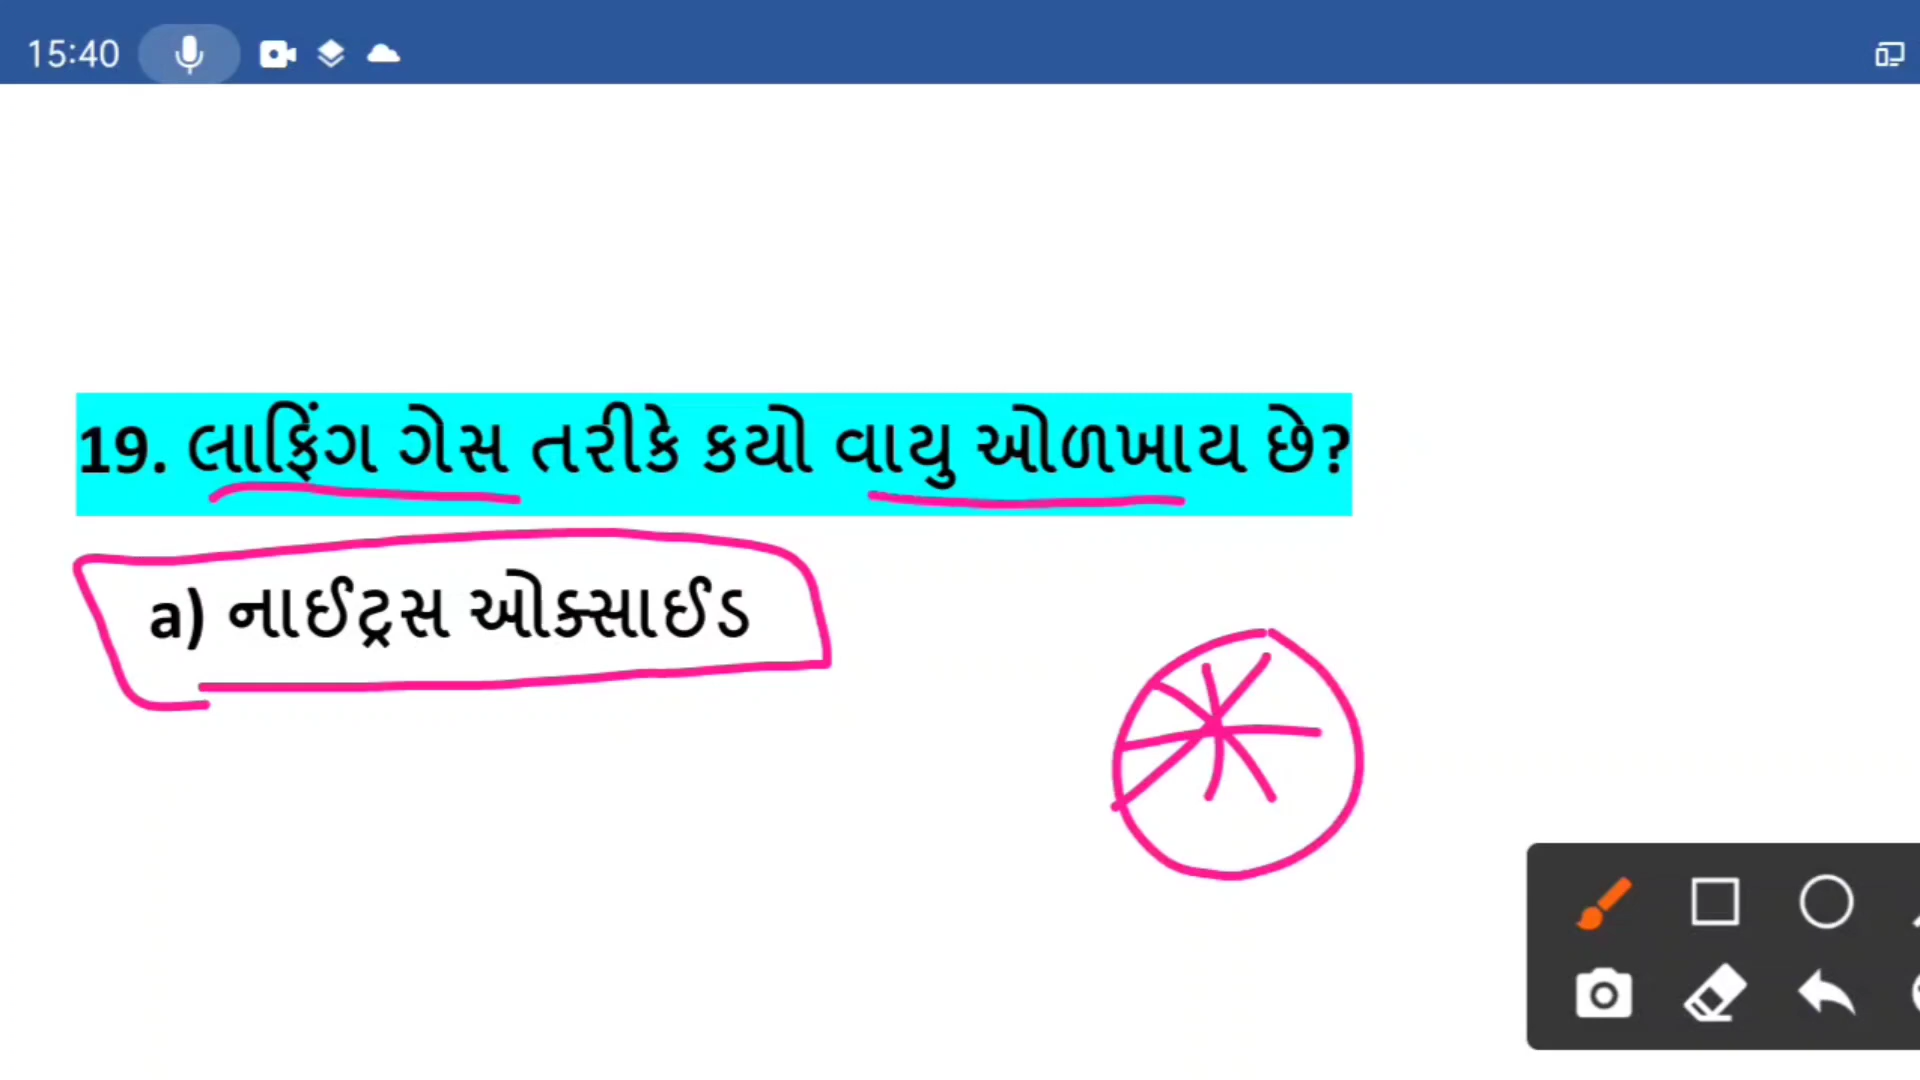 15:40
19. લાફિંગ ગેસ તરીકે કયો વાયુ ઓળખાય છે?
a) નાઈટ્રસ ઓક્સાઈડ